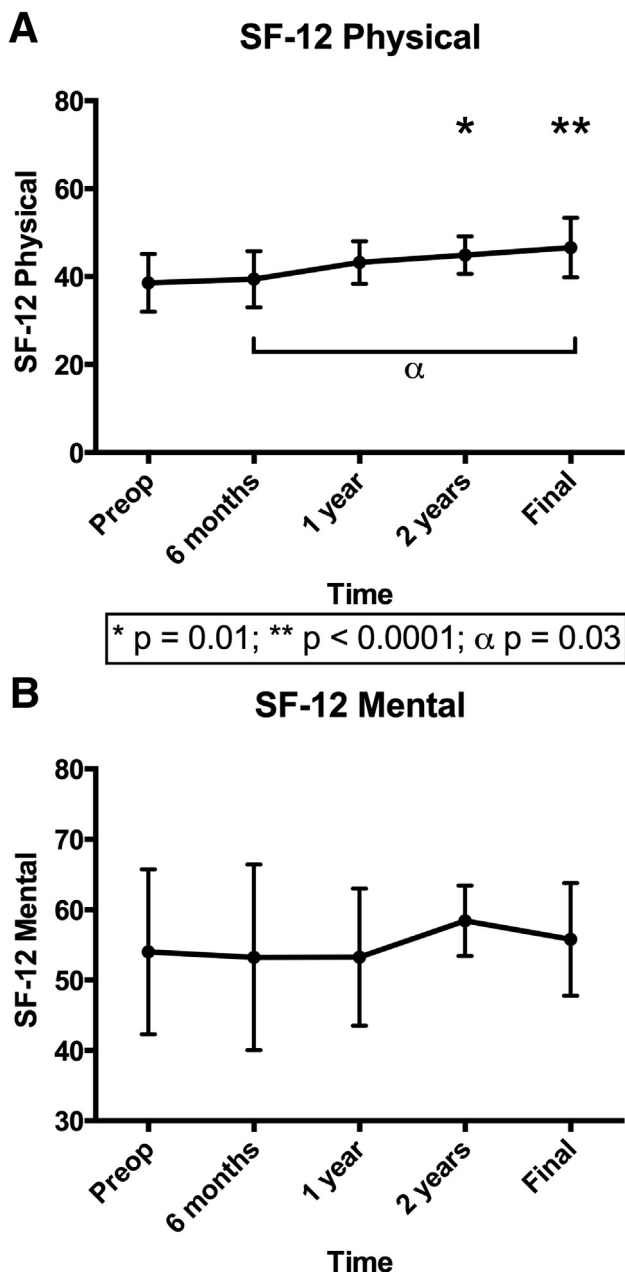 A
SF-12 Physical
SF-12 Physical
80
60
40
20
0
* **
α
Preop
6 months
1 year
2 years
Final
Time
* p = 0.01; ** p < 0.0001; α p = 0.03
B
SF-12 Mental
SF-12 Mental
80
70
60
50
40
30
Preop
6 months
1 year
2 years
Final
Time